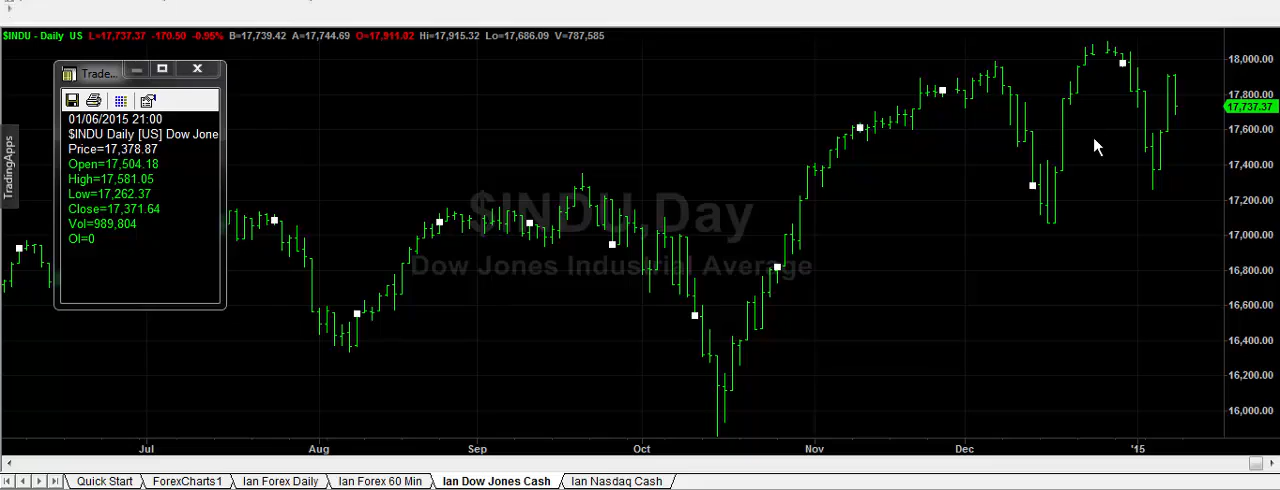 $INDU - Daily US L=17,737.37 -170.50 -0.95% B=17,739.42 A=17,744.69 O=17,911.02 Hi=17,915.32 Lo=17,686.09 V=787,585
Trade...
01/06/2015 21:00
$INDU Daily [US] Dow Jone
Price=17,378.87
Open=17,504.18
High=17,581.05
Low=17,262.37
Close=17,371.64
Vol=989,804
OI=0
TradingApps
$INDU,Day
Dow Jones Industrial Average
18,000.00
17,800.00
17,737.37
17,600.00
17,400.00
17,200.00
17,000.00
16,800.00
16,600.00
16,400.00
16,200.00
16,000.00
Jul Aug Sep Oct Nov Dec '15
Quick Start ForexCharts1 Ian Forex Daily Ian Forex 60 Min Ian Dow Jones Cash Ian Nasdaq Cash